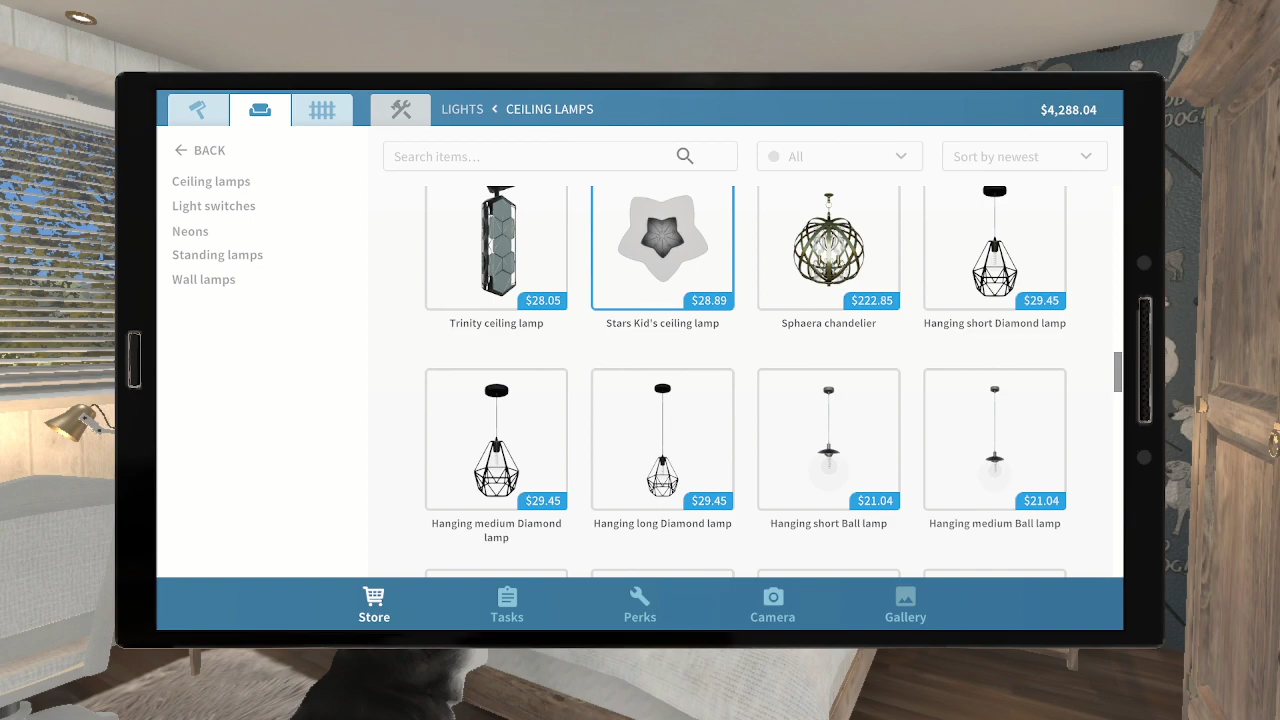 LIGHTS < CEILING LAMPS
$4,288.04
BACK
Ceiling lamps
Light switches
Neons
Standing lamps
Wall lamps
Search items...
All
Sort by newest
$28.05
$28.89
$222.85
$29.45
Trinity ceiling lamp
Stars Kid's ceiling lamp
Sphaera chandelier
Hanging short Diamond lamp
$29.45
$29.45
$21.04
$21.04
Hanging medium Diamond
lamp
Hanging long Diamond lamp
Hanging short Ball lamp
Hanging medium Ball lamp
Store
Tasks
Perks
Camera
Gallery